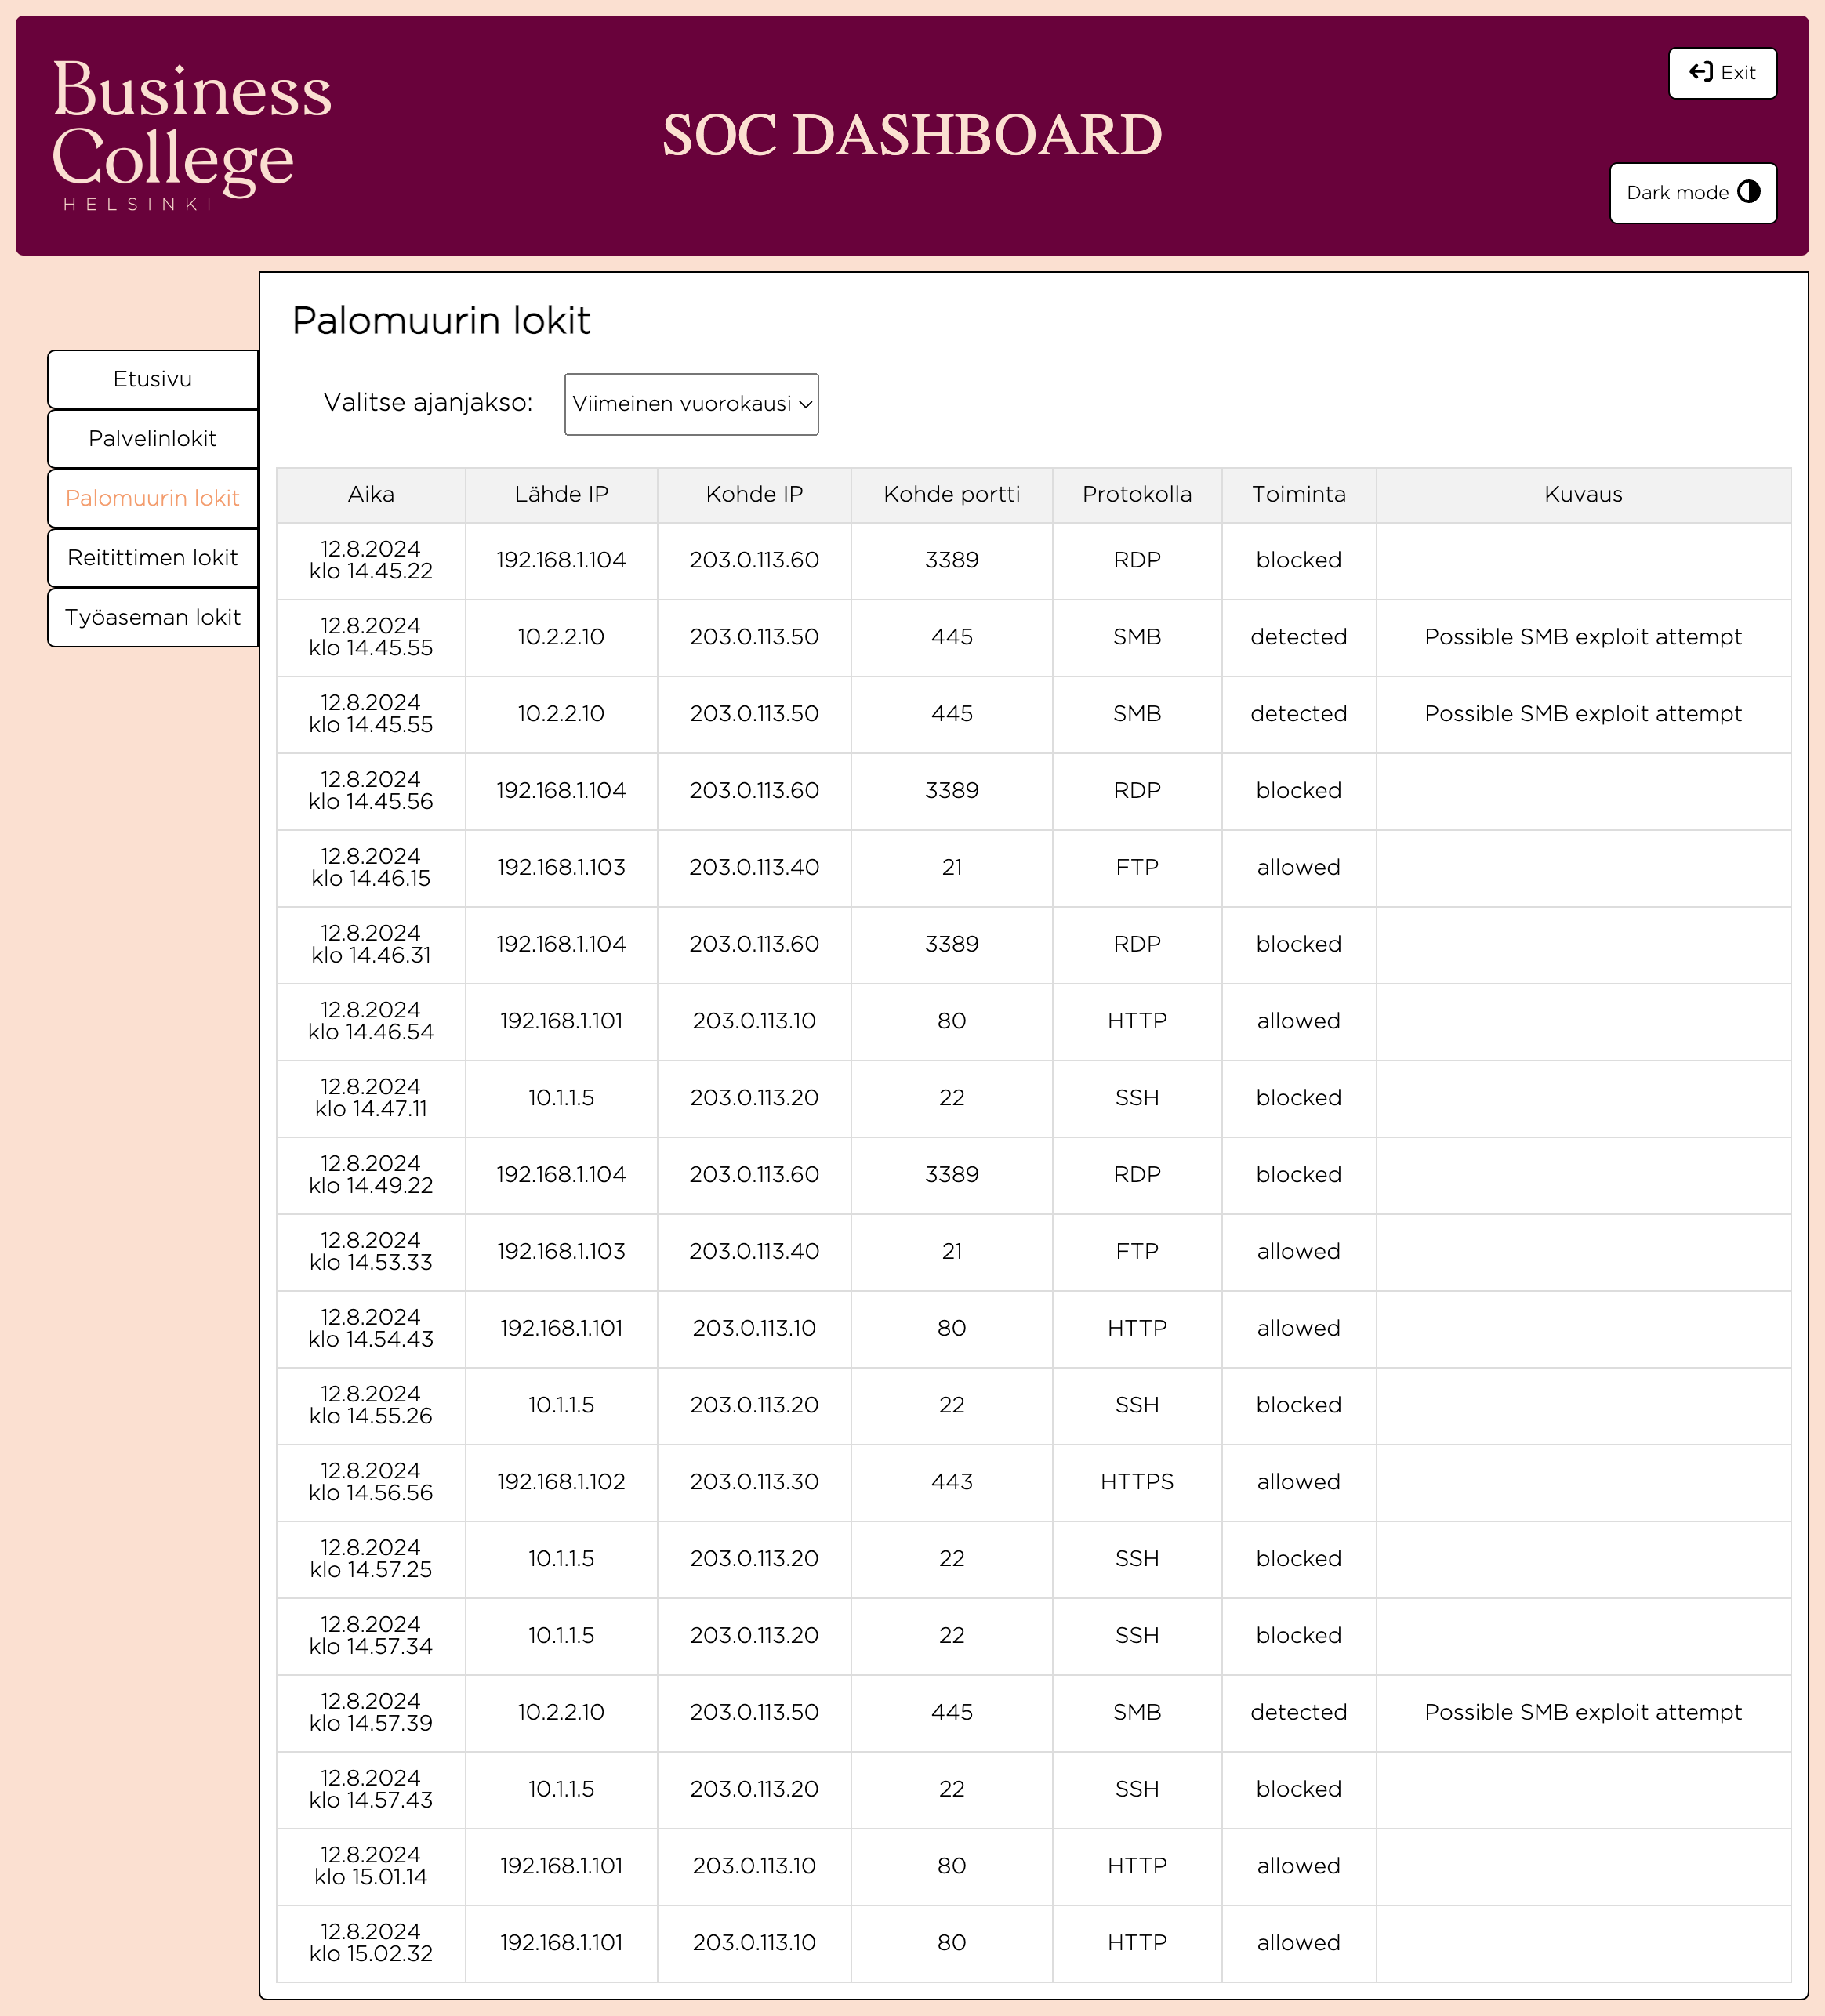 Business
College
HELSINKI
SOC DASHBOARD
Exit
Dark mode
Etusivu
Palvelinlokit
Palomuurin lokit
Reitittimen lokit
Työaseman lokit
Palomuurin lokit
Valitse ajanjakso: Viimeinen vuorokausi
Aika Lähde IP Kohde IP Kohde portti Protokolla Toiminta Kuvaus
12.8.2024
klo 14.45.22 192.168.1.104 203.0.113.60 3389 RDP blocked
12.8.2024
klo 14.45.55 10.2.2.10 203.0.113.50 445 SMB detected Possible SMB exploit attempt
12.8.2024
klo 14.45.55 10.2.2.10 203.0.113.50 445 SMB detected Possible SMB exploit attempt
12.8.2024
klo 14.45.56 192.168.1.104 203.0.113.60 3389 RDP blocked
12.8.2024
klo 14.46.15 192.168.1.103 203.0.113.40 21 FTP allowed
12.8.2024
klo 14.46.31 192.168.1.104 203.0.113.60 3389 RDP blocked
12.8.2024
klo 14.46.54 192.168.1.101 203.0.113.10 80 HTTP allowed
12.8.2024
klo 14.47.11 10.1.1.5 203.0.113.20 22 SSH blocked
12.8.2024
klo 14.49.22 192.168.1.104 203.0.113.60 3389 RDP blocked
12.8.2024
klo 14.53.33 192.168.1.103 203.0.113.40 21 FTP allowed
12.8.2024
klo 14.54.43 192.168.1.101 203.0.113.10 80 HTTP allowed
12.8.2024
klo 14.55.26 10.1.1.5 203.0.113.20 22 SSH blocked
12.8.2024
klo 14.56.56 192.168.1.102 203.0.113.30 443 HTTPS allowed
12.8.2024
klo 14.57.25 10.1.1.5 203.0.113.20 22 SSH blocked
12.8.2024
klo 14.57.34 10.1.1.5 203.0.113.20 22 SSH blocked
12.8.2024
klo 14.57.39 10.2.2.10 203.0.113.50 445 SMB detected Possible SMB exploit attempt
12.8.2024
klo 14.57.43 10.1.1.5 203.0.113.20 22 SSH blocked
12.8.2024
klo 15.01.14 192.168.1.101 203.0.113.10 80 HTTP allowed
12.8.2024
klo 15.02.32 192.168.1.101 203.0.113.10 80 HTTP allowed